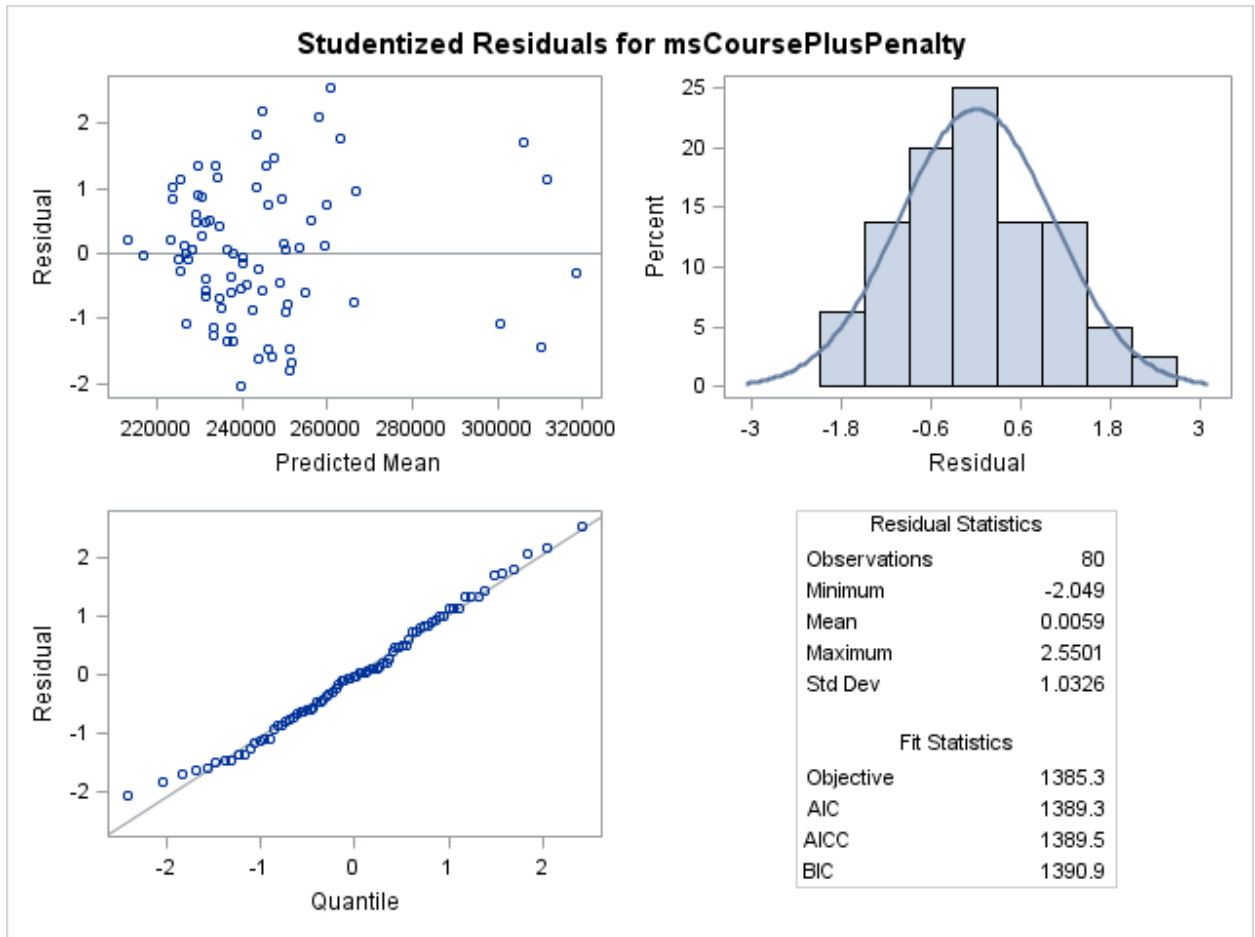 Studentized Residuals for msCoursePlusPenalty
2
1
0
-1
-2
Residual
220000 240000 260000 280000 300000 320000
Predicted Mean
25
20
15
10
5
0
Percent
-3 -1.8 -0.6 0.6 1.8 3
Residual
2
1
0
-1
-2
Residual
-2 -1 0 1 2
Quantile
Residual Statistics
Observations 80
Minimum -2.049
Mean 0.0059
Maximum 2.5501
Std Dev 1.0326
Fit Statistics
Objective 1385.3
AIC 1389.3
AICC 1389.5
BIC 1390.9